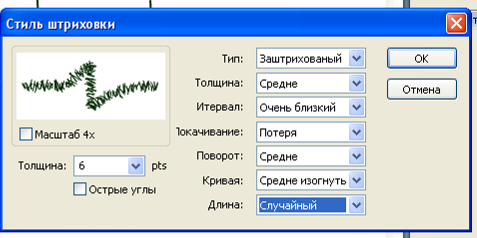 Стиль штриховки
Тип: Заштрихованый
OK
Толщина: Средне
Отмена
Итервал: Очень близкий
Масштаб 4x
Покачивание: Потеря
Толщина: 6 pts
Поворот: Средне
Острые углы
Кривая: Средне изогнуть
Длина: Случайный